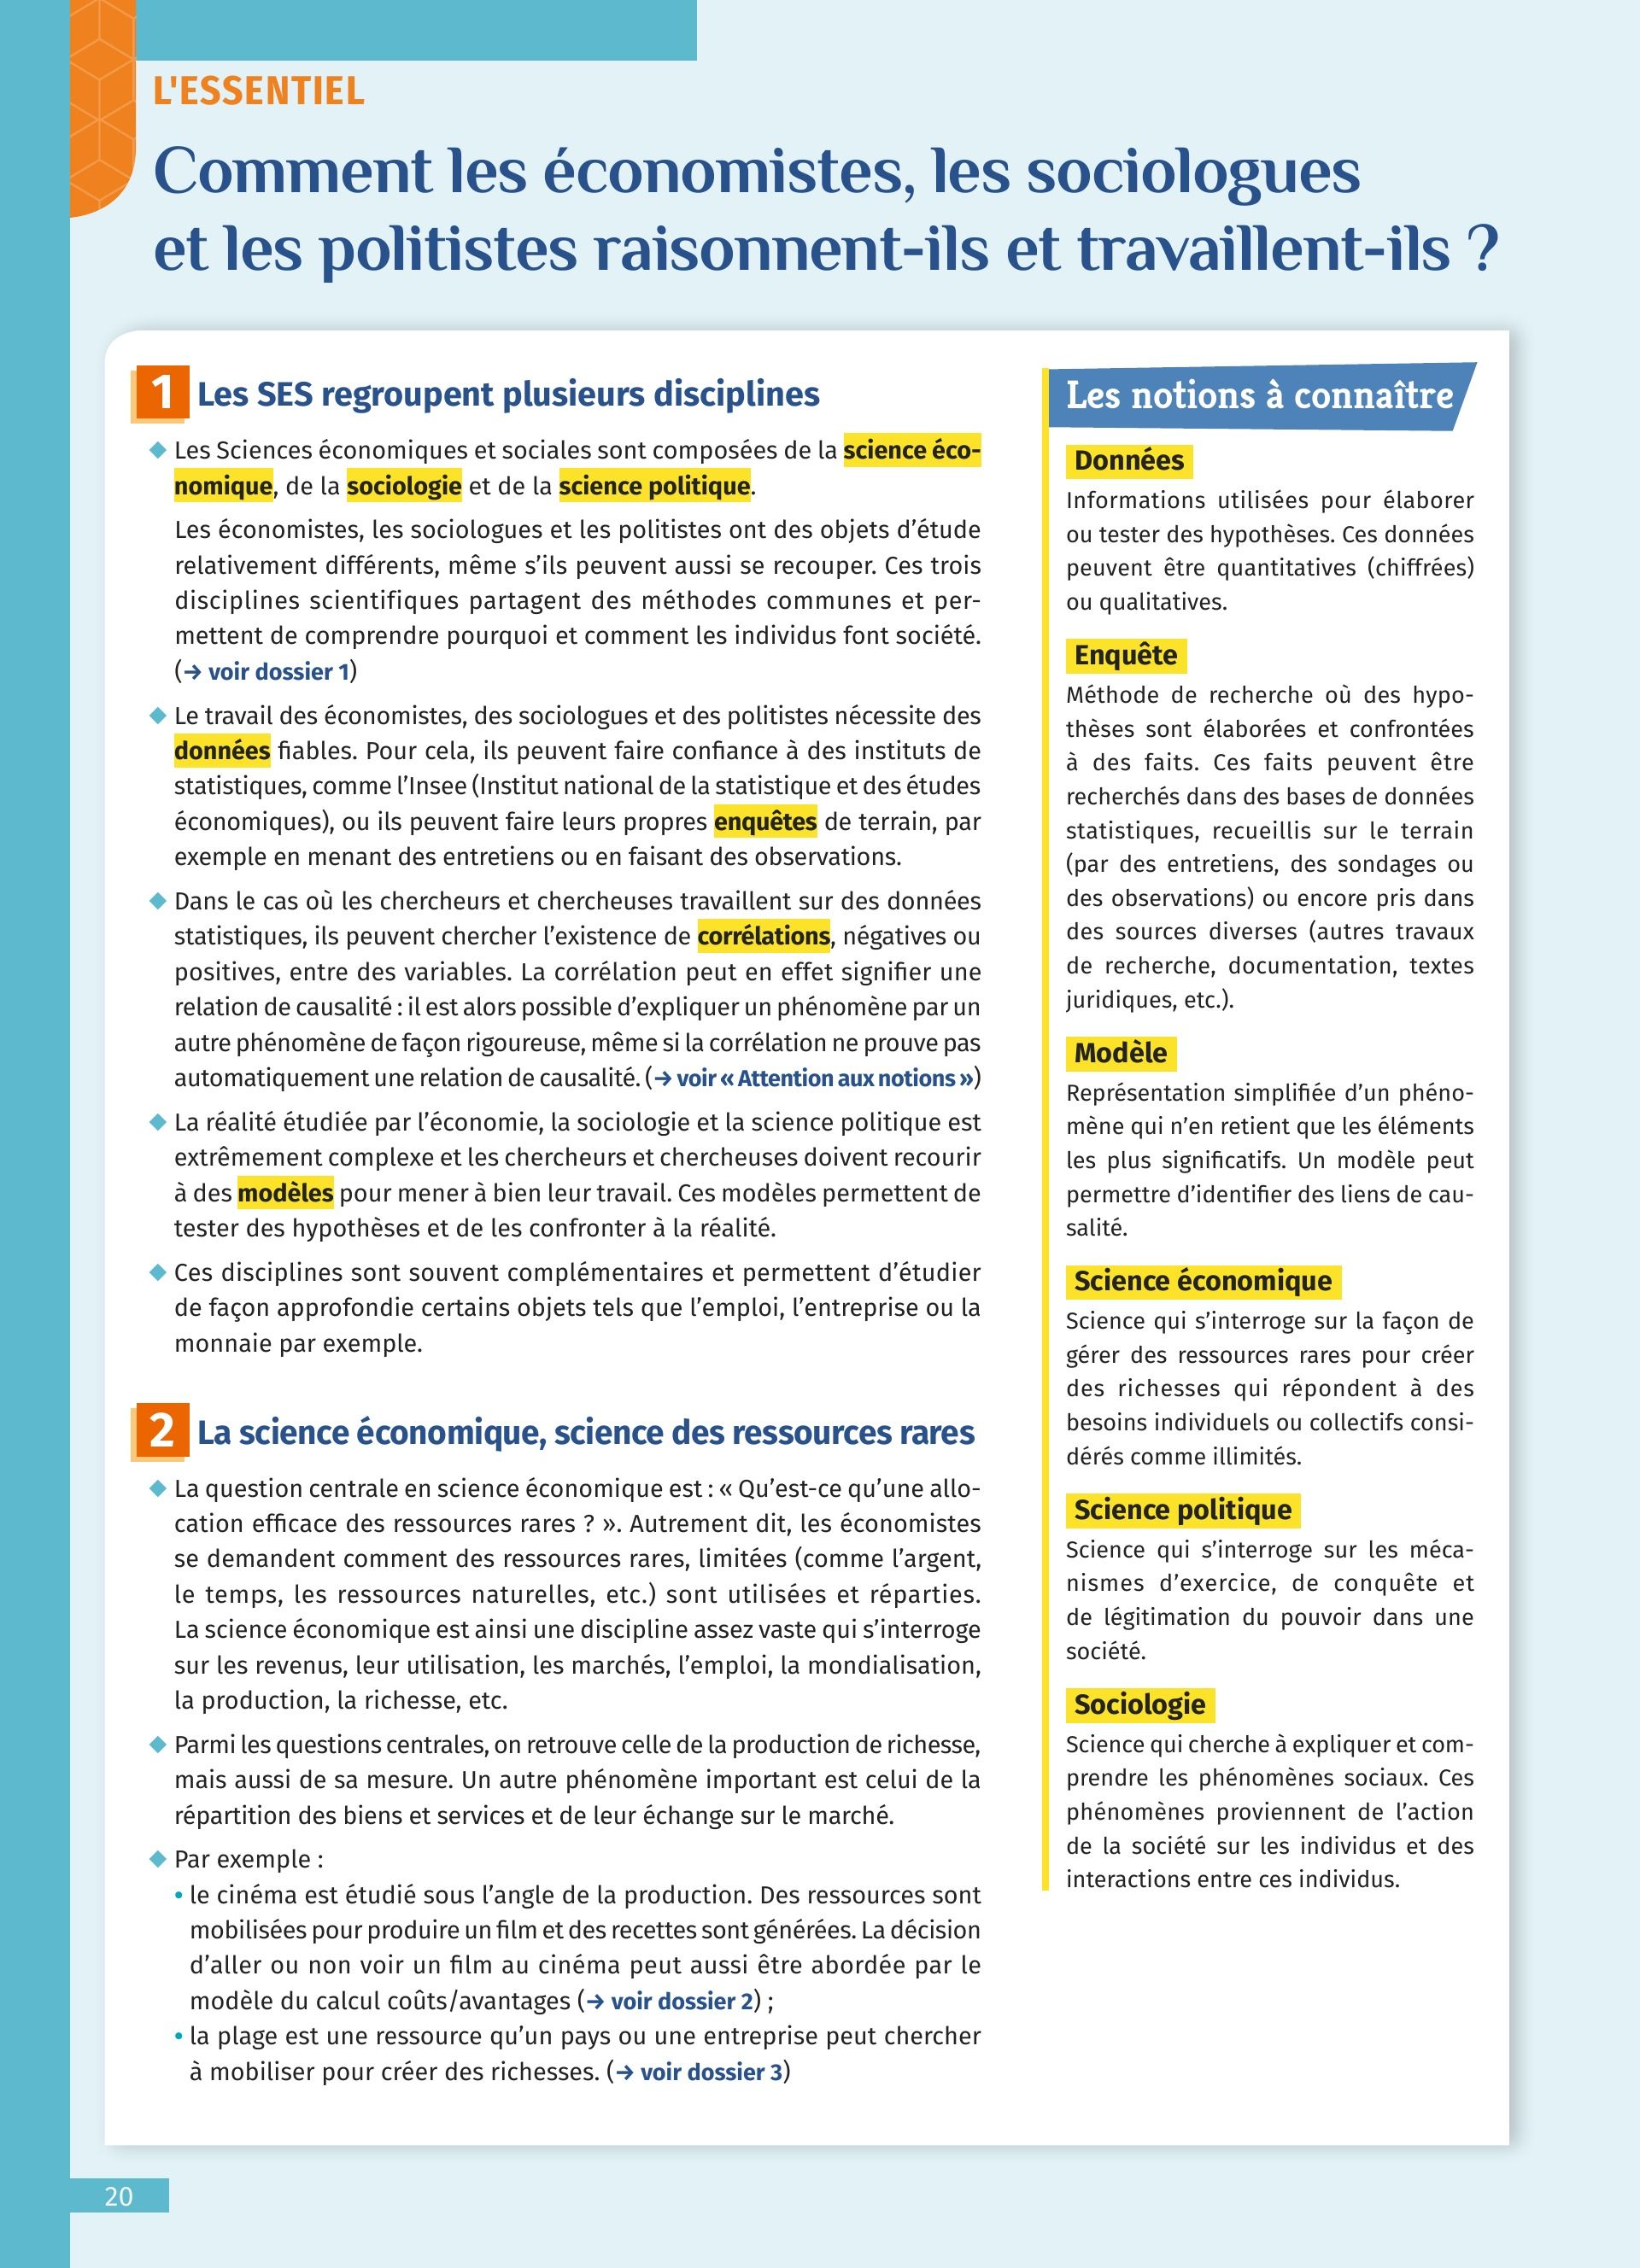 L'ESSENTIEL
Comment les économistes, les sociologues
et les politistes raisonnent-ils et travaillent-ils ?
1 Les SES regroupent plusieurs disciplines
◆ Les Sciences économiques et sociales sont composées de la science éco-
nomique, de la sociologie et de la science politique.
Les économistes, les sociologues et les politistes ont des objets d’étude
relativement différents, même s’ils peuvent aussi se recouper. Ces trois
disciplines scientifiques partagent des méthodes communes et per-
mettent de comprendre pourquoi et comment les individus font société.
(→ voir dossier 1)
◆ Le travail des économistes, des sociologues et des politistes nécessite des
données fiables. Pour cela, ils peuvent faire confiance à des instituts de
statistiques, comme l’Insee (Institut national de la statistique et des études
économiques), ou ils peuvent faire leurs propres enquêtes de terrain, par
exemple en menant des entretiens ou en faisant des observations.
◆ Dans le cas où les chercheurs et chercheuses travaillent sur des données
statistiques, ils peuvent chercher l’existence de corrélations, négatives ou
positives, entre des variables. La corrélation peut en effet signifier une
relation de causalité : il est alors possible d’expliquer un phénomène par un
autre phénomène de façon rigoureuse, même si la corrélation ne prouve pas
automatiquement une relation de causalité. (→ voir « Attention aux notions »)
◆ La réalité étudiée par l’économie, la sociologie et la science politique est
extrêmement complexe et les chercheurs et chercheuses doivent recourir
à des modèles pour mener à bien leur travail. Ces modèles permettent de
tester des hypothèses et de les confronter à la réalité.
◆ Ces disciplines sont souvent complémentaires et permettent d’étudier
de façon approfondie certains objets tels que l’emploi, l’entreprise ou la
monnaie par exemple.
2 La science économique, science des ressources rares
◆ La question centrale en science économique est : « Qu’est-ce qu’une allo-
cation efficace des ressources rares ? ». Autrement dit, les économistes
se demandent comment des ressources rares, limitées (comme l’argent,
le temps, les ressources naturelles, etc.) sont utilisées et réparties.
La science économique est ainsi une discipline assez vaste qui s’interroge
sur les revenus, leur utilisation, les marchés, l’emploi, la mondialisation,
la production, la richesse, etc.
◆ Parmi les questions centrales, on retrouve celle de la production de richesse,
mais aussi de sa mesure. Un autre phénomène important est celui de la
répartition des biens et services et de leur échange sur le marché.
◆ Par exemple :
• le cinéma est étudié sous l’angle de la production. Des ressources sont
mobilisées pour produire un film et des recettes sont générées. La décision
d’aller ou non voir un film au cinéma peut aussi être abordée par le
modèle du calcul coûts/avantages (→ voir dossier 2) ;
• la plage est une ressource qu’un pays ou une entreprise peut chercher
à mobiliser pour créer des richesses. (→ voir dossier 3)
Les notions à connaître
Données
Informations utilisées pour élaborer
ou tester des hypothèses. Ces données
peuvent être quantitatives (chiffrées)
ou qualitatives.
Enquête
Méthode de recherche où des hypo-
thèses sont élaborées et confrontées
à des faits. Ces faits peuvent être
recherchés dans des bases de données
statistiques, recueillis sur le terrain
(par des entretiens, des sondages ou
des observations) ou encore pris dans
des sources diverses (autres travaux
de recherche, documentation, textes
juridiques, etc.).
Modèle
Représentation simplifiée d’un phéno-
mène qui n’en retient que les éléments
les plus significatifs. Un modèle peut
permettre d’identifier des liens de cau-
salité.
Science économique
Science qui s’interroge sur la façon de
gérer des ressources rares pour créer
des richesses qui répondent à des
besoins individuels ou collectifs consi-
dérés comme illimités.
Science politique
Science qui s’interroge sur les méca-
nismes d’exercice, de conquête et
de légitimation du pouvoir dans une
société.
Sociologie
Science qui cherche à expliquer et com-
prendre les phénomènes sociaux. Ces
phénomènes proviennent de l’action
de la société sur les individus et des
interactions entre ces individus.
20